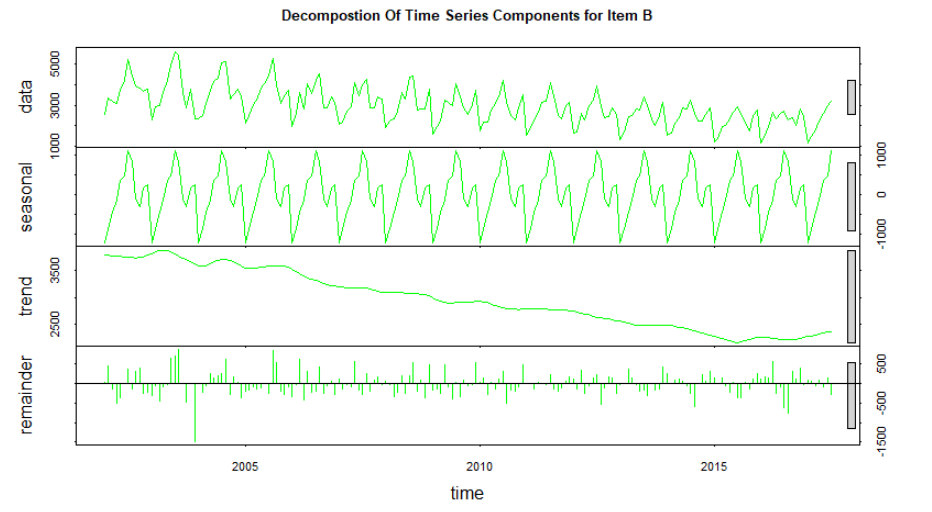 Decompostion Of Time Series Components for Item B
data
1000 3000 5000
seasonal
-1000 0 1000
trend
2500 3500
remainder
-1500 -500 500
2005 2010 2015
time